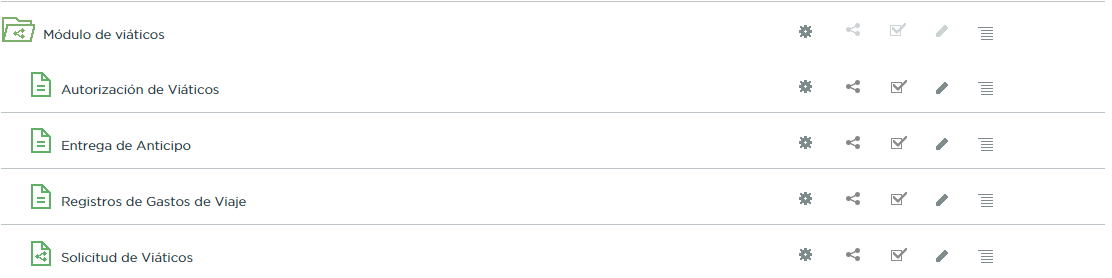 Módulo de viáticos
Autorización de Viáticos
Entrega de Anticipo
Registros de Gastos de Viaje
Solicitud de Viáticos